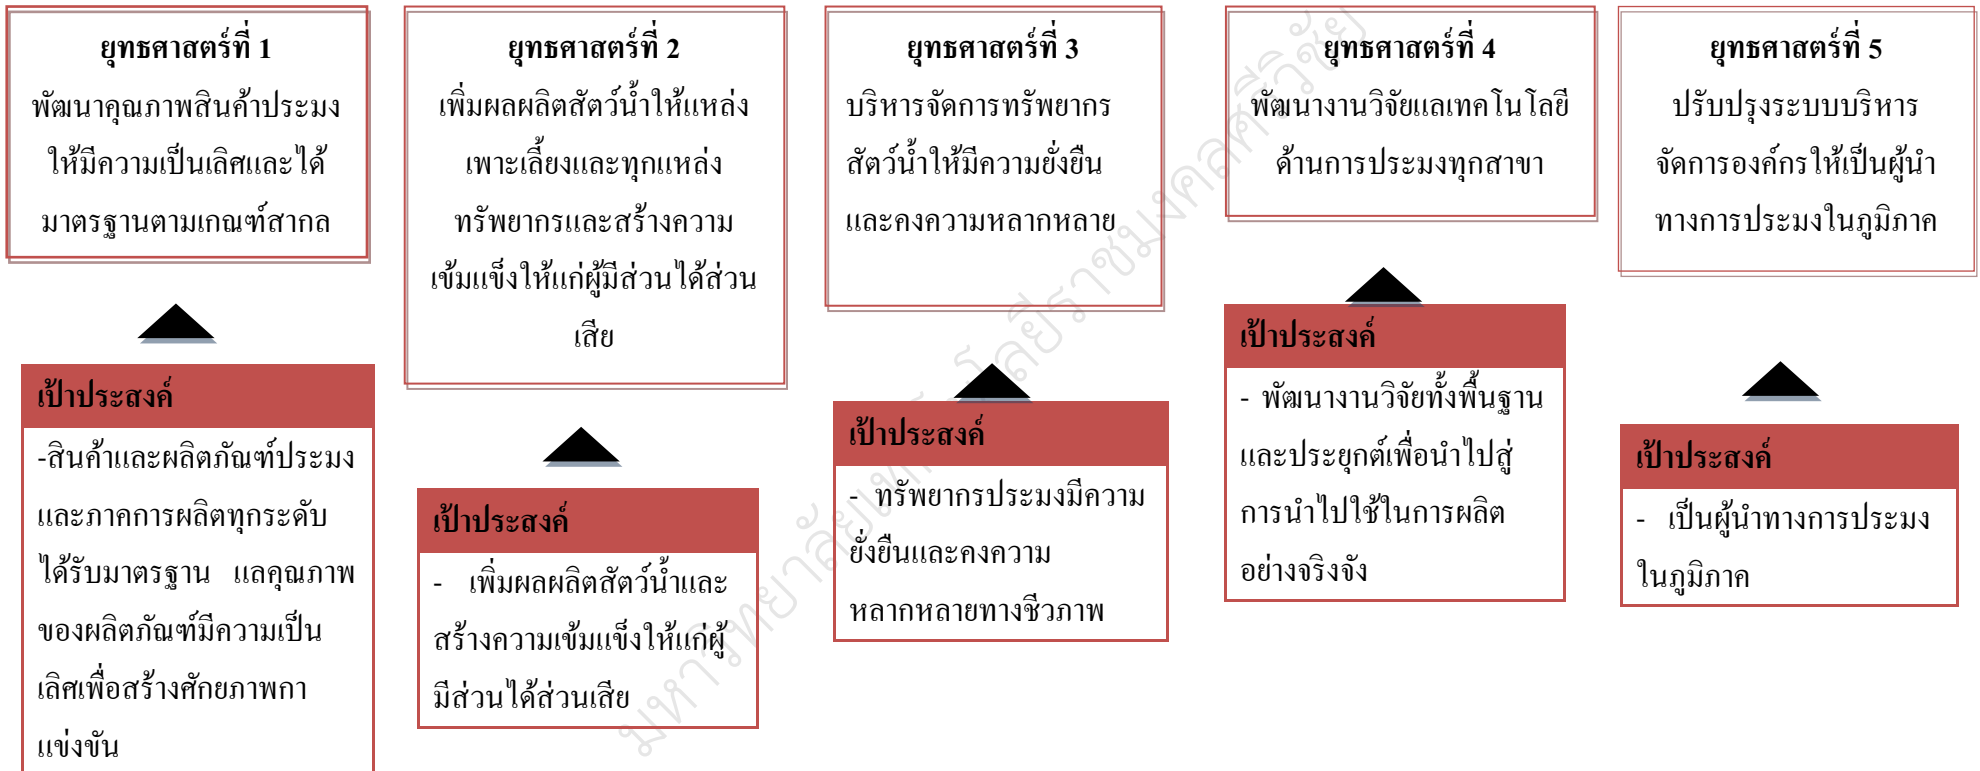 ยุทธศาสตร์ที่ 1
พัฒนาคุณภาพสินค้าประมง
ให้มีความเป็นเลิศและได้
มาตรฐานตามเกณฑ์สากล
เป้าประสงค์
-สินค้าและผลิตภัณฑ์ประมง
และภาคการผลิตทุกระดับ
ได้รับมาตรฐาน แลคุณภาพ
ของผลิตภัณฑ์มีความเป็น
เลิศเพื่อสร้างศักยภาพกา
แข่งขัน
ยุทธศาสตร์ที่ 2
เพิ่มผลผลิตสัตว์น้ำให้แหล่ง
เพาะเลี้ยงและทุกแหล่ง
ทรัพยากรและสร้างความ
เข้มแข็งให้แก่ผู้มีส่วนได้ส่วน
เสีย
เป้าประสงค์
- เพิ่มผลผลิตสัตว์น้ำและ
สร้างความเข้มแข็งให้แก่ผู้
มีส่วนได้ส่วนเสีย
ยุทธศาสตร์ที่ 3
บริหารจัดการทรัพยากร
สัตว์น้ำให้มีความยั่งยืน
และคงความหลากหลาย
เป้าประสงค์
- ทรัพยากรประมงมีความ
ยั่งยืนและคงความ
หลากหลายทางชีวภาพ
ยุทธศาสตร์ที่ 4
พัฒนางานวิจัยแลเทคโนโลยี
ด้านการประมงทุกสาขา
เป้าประสงค์
- พัฒนางานวิจัยทั้งพื้นฐาน
และประยุกต์เพื่อนำไปสู่
การนำไปใช้ในการผลิต
อย่างจริงจัง
ยุทธศาสตร์ที่ 5
ปรับปรุงระบบบริหาร
จัดการองค์กรให้เป็นผู้นำ
ทางการประมงในภูมิภาค
เป้าประสงค์
- เป็นผู้นำทางการประมง
ในภูมิภาค
มหาวิทยาลัยเทคโนโลยีราชมงคลศรีวิชัย